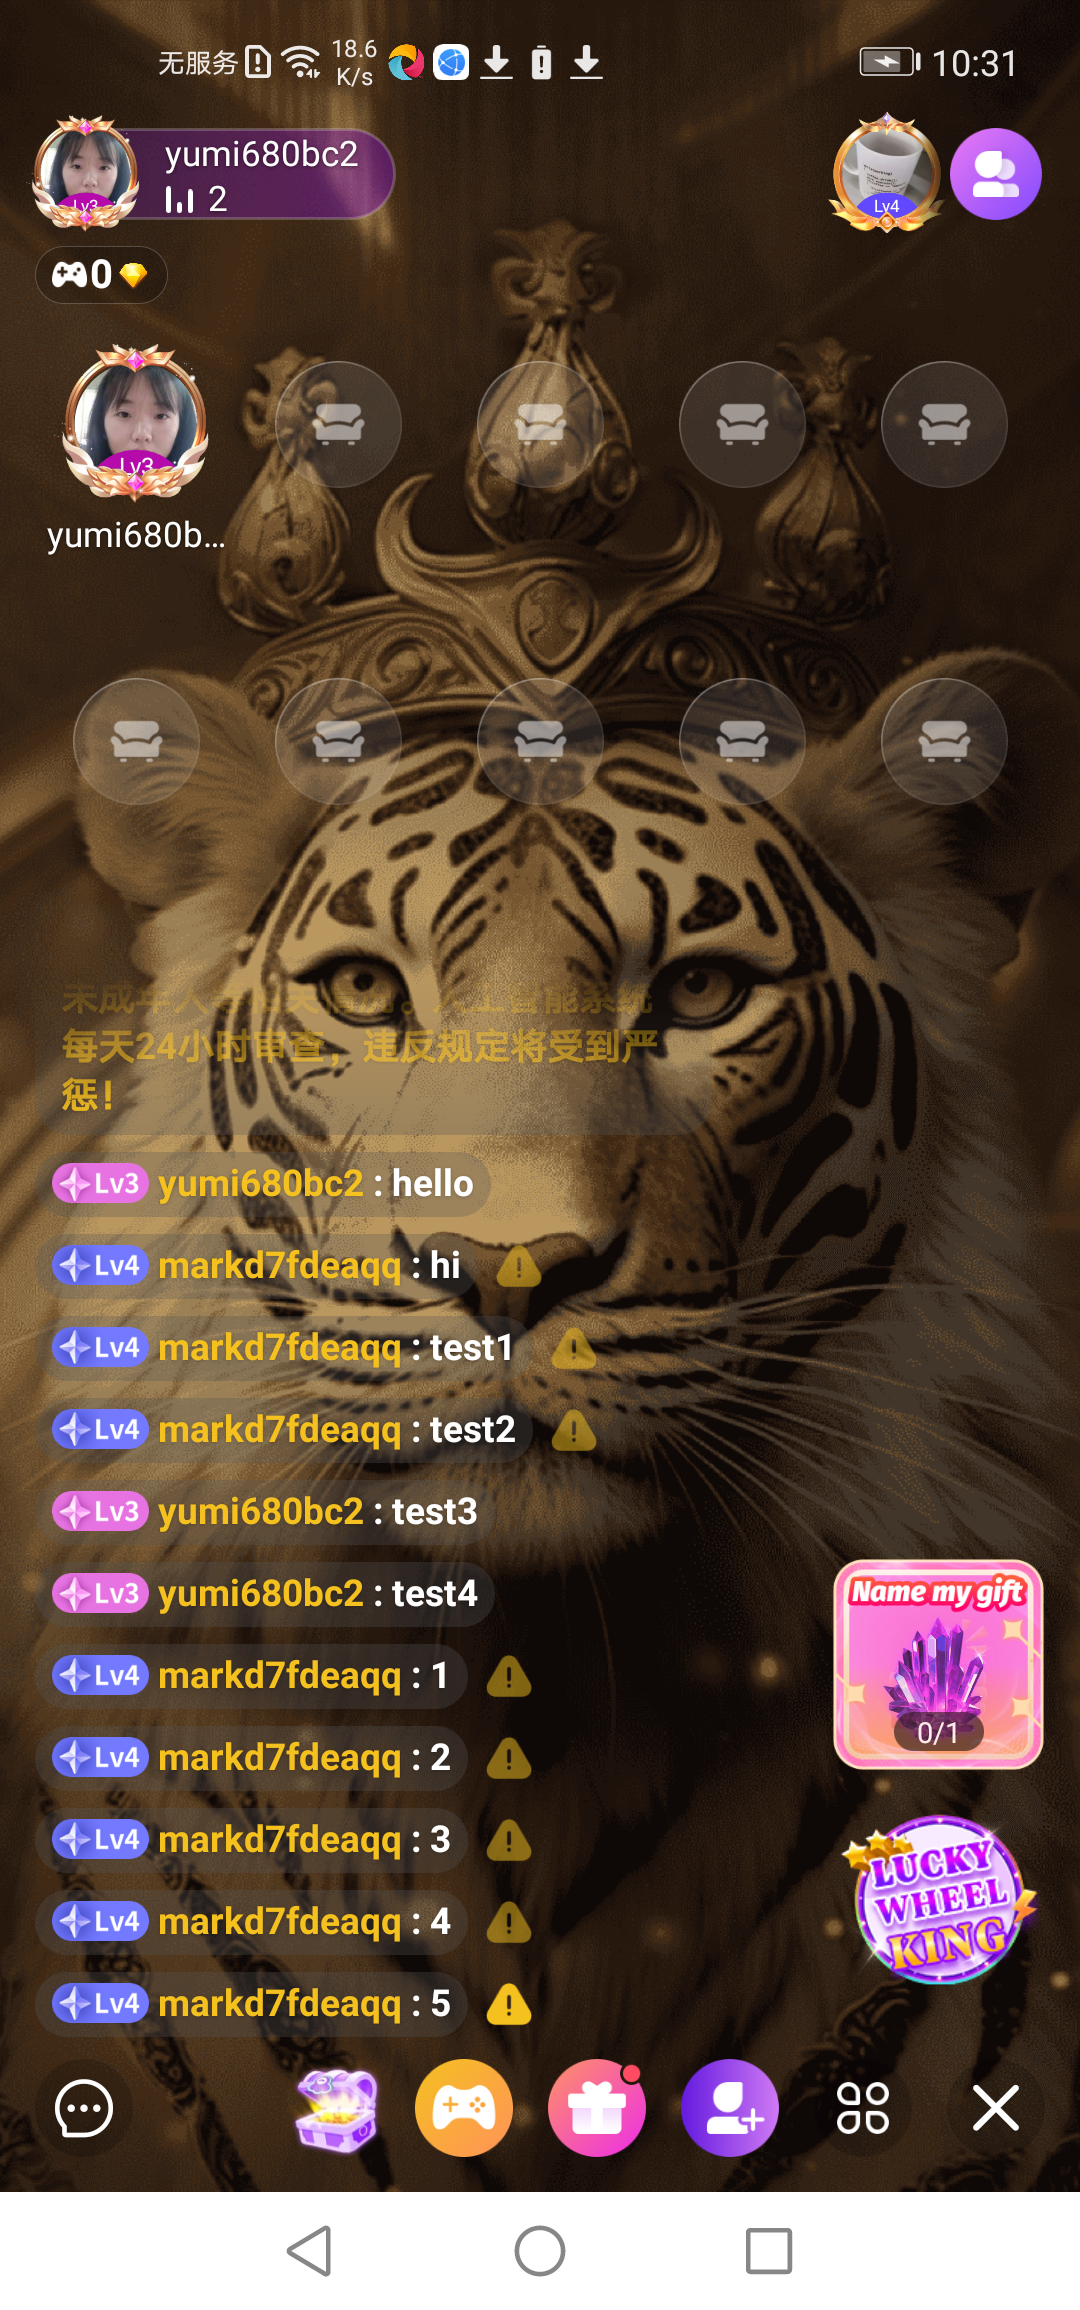 无服务
18.6
K/s
10:31
yumi680bc2
2
Lv3
Lv4
0
Lv3
yumi680b...
未成年人
人工智能系统
每天24小时审查，违反规定将受到严
惩！
Lv3 yumi680bc2 : hello
Lv4 markd7fdeaqq : hi
Lv4 markd7fdeaqq : test1
Lv4 markd7fdeaqq : test2
Lv3 yumi680bc2 : test3
Lv3 yumi680bc2 : test4
Lv4 markd7fdeaqq : 1
Lv4 markd7fdeaqq : 2
Lv4 markd7fdeaqq : 3
Lv4 markd7fdeaqq : 4
Lv4 markd7fdeaqq : 5
Name my gift
0/1
LUCKY
WHEEL
KING